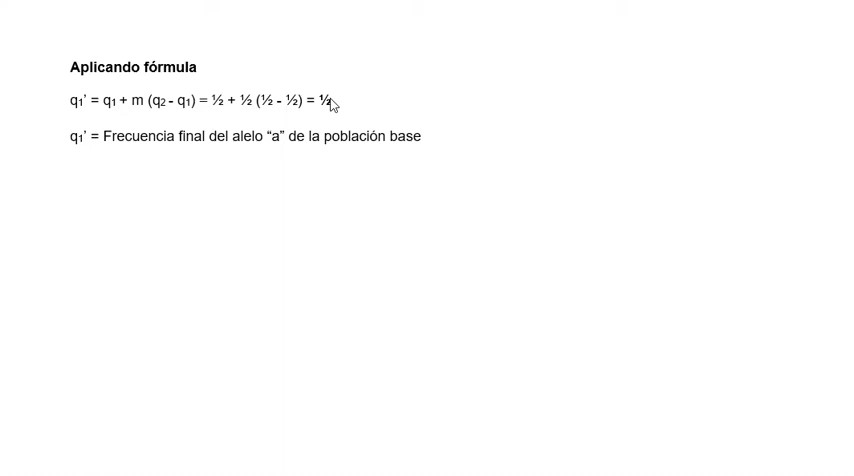 Aplicando fórmula
q₁’ = q₁ + m (q₂ - q₁) = ½ + ½ (½ - ½) = ½
q₁’ = Frecuencia final del alelo “a” de la población base